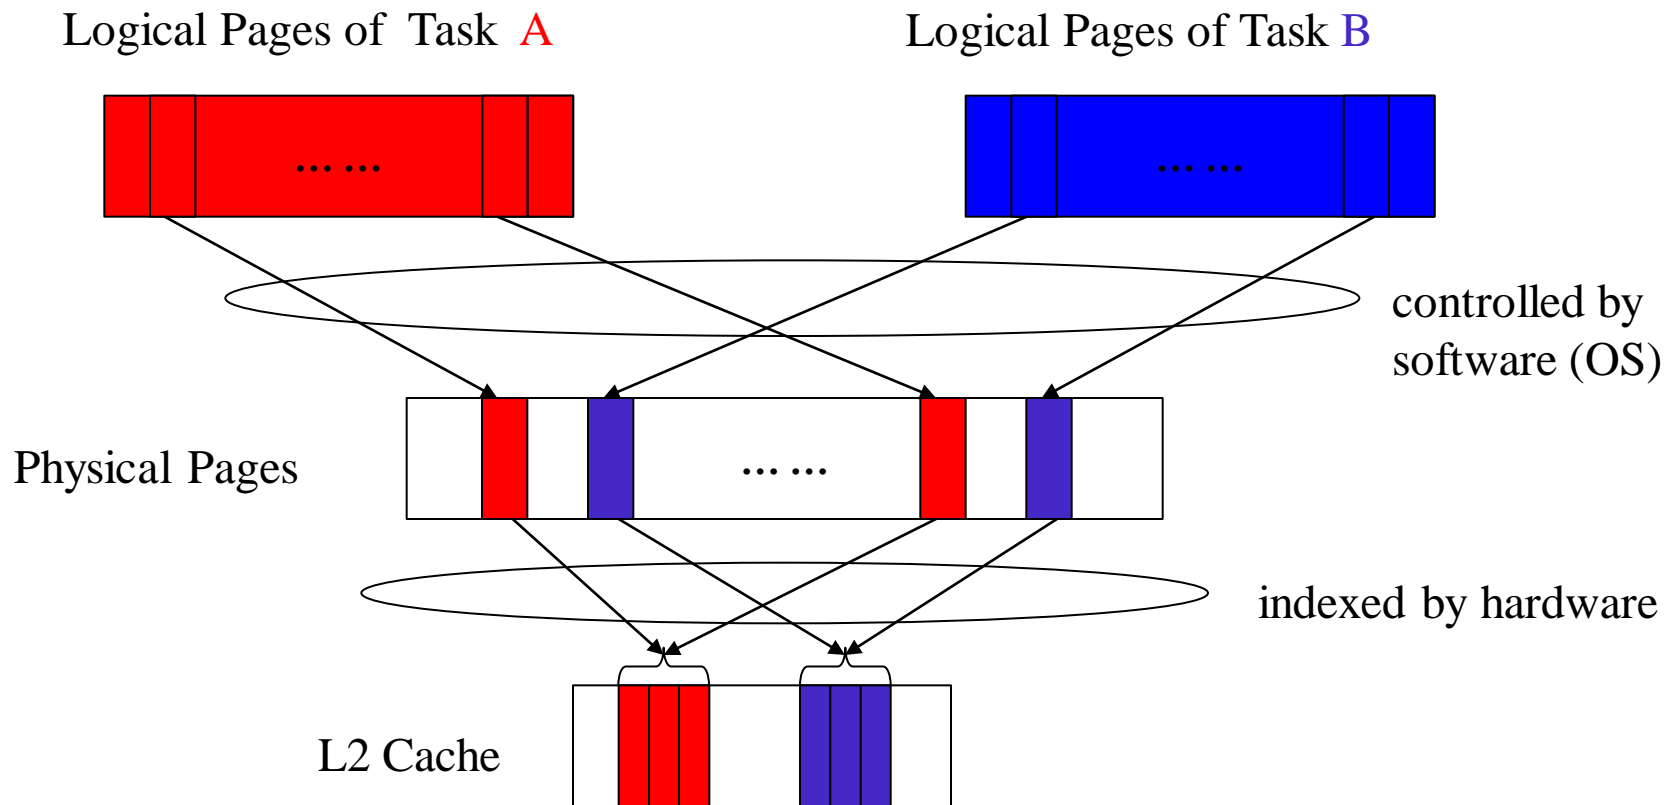 Logical Pages of Task A
Logical Pages of Task B
... ...
... ...
controlled by
software (OS)
Physical Pages
... ...
indexed by hardware
L2 Cache